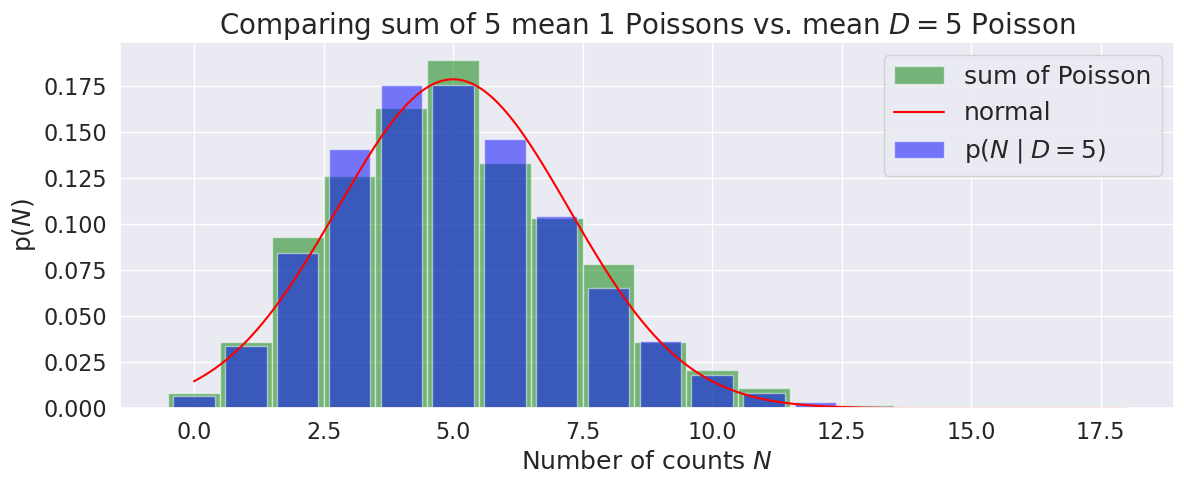 Comparing sum of 5 mean 1 Poissons vs. mean D = 5 Poisson
sum of Poisson
normal
p(N | D = 5)
p(N)
0.175
0.150
0.125
0.100
0.075
0.050
0.025
0.000
0.0 2.5 5.0 7.5 10.0 12.5 15.0 17.5
Number of counts N